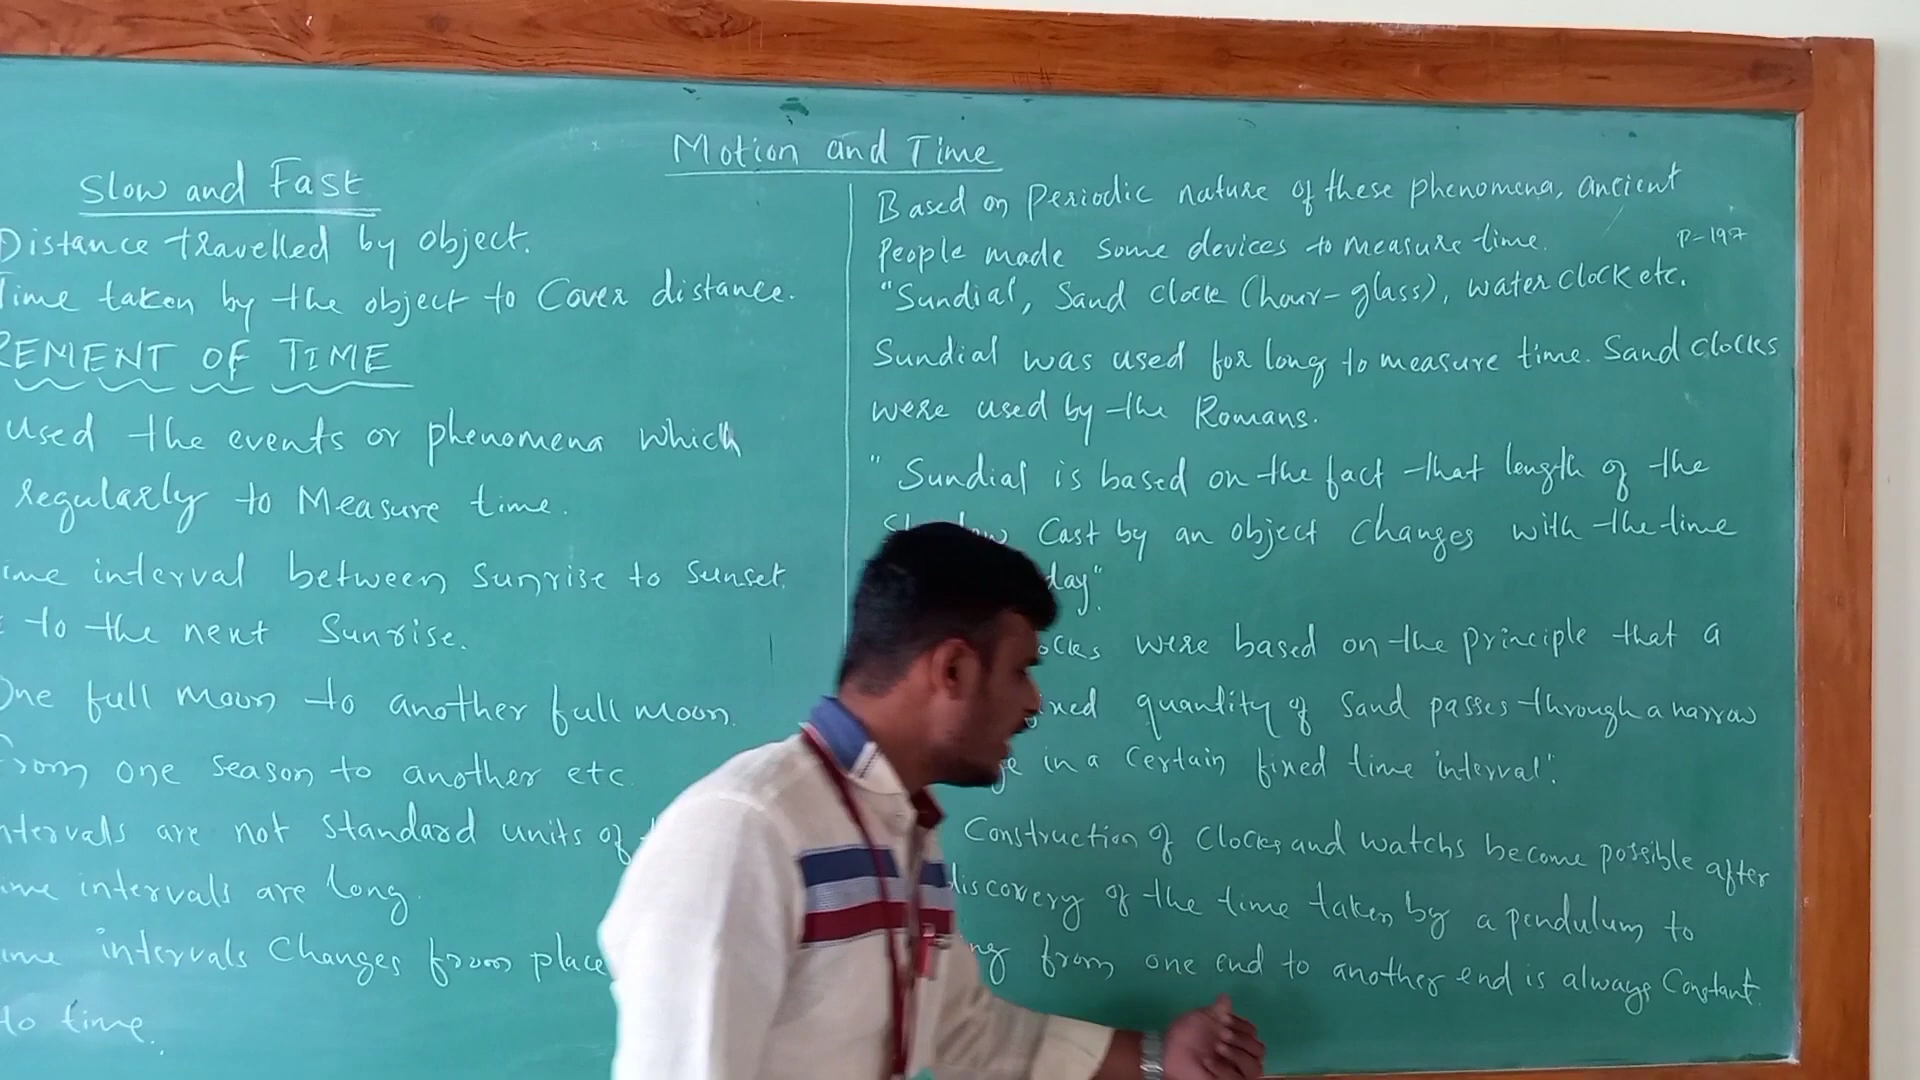 Motion and Time
Slow and Fast
Distance travelled by object.
Time taken by the object to Cover distance.
REMENT OF TIME
used the events or phenomena which
regularly to Measure time.
ime interval between Sunrise to Sunset.
to the next Sunrise.
One full moon to another full moon.
From one season to another etc.
ntervals are not standard units of
ime intervals are long.
ime intervals Changes from place
to time.
Based on Periodic nature of these phenomena, ancient
People made some devices to measure time.
P-197
"Sundial, Sand clock (hour-glass), water clock etc.
Sundial was used for long to measure time. Sand clocks
were used by the Romans.
"Sundial is based on the fact that length of the
Cast by an object Changes with the time
day".
ocks were based on the principle that a
ixed quantity of Sand passes through a narrow
in a Certain fixed time interval".
Construction of Clocks and watchs become possible after
discovery of the time taken by a pendulum to
ng from one end to another end is always Constant.